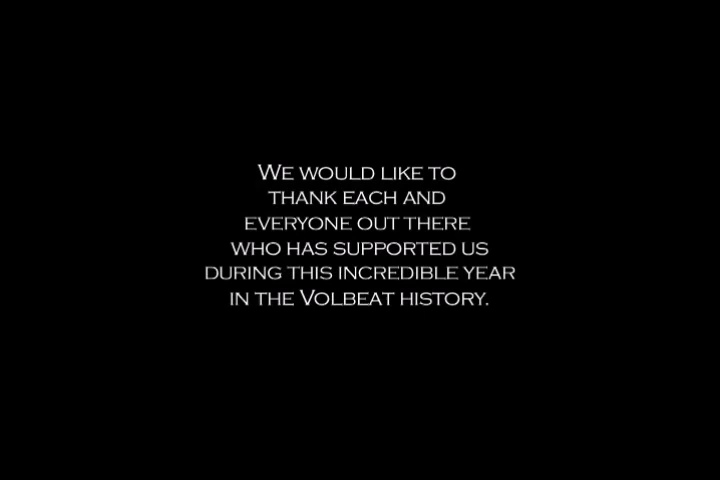 We would like to
thank each and
everyone out there
who has supported us
during this incredible year
in the Volbeat history.